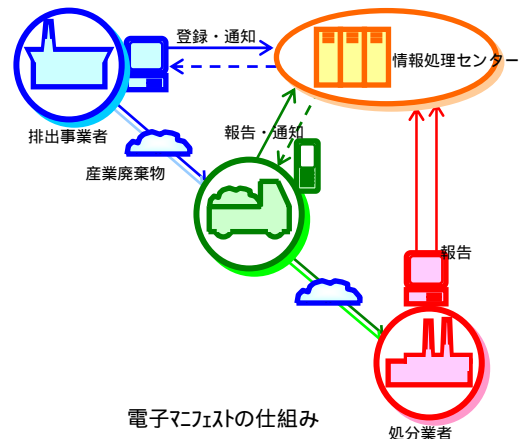 登録・通知
情報処理センター
排出事業者
報告・通知
産業廃棄物
報告
電子ﾏﾆﾌｪｽﾄの仕組み
処分業者